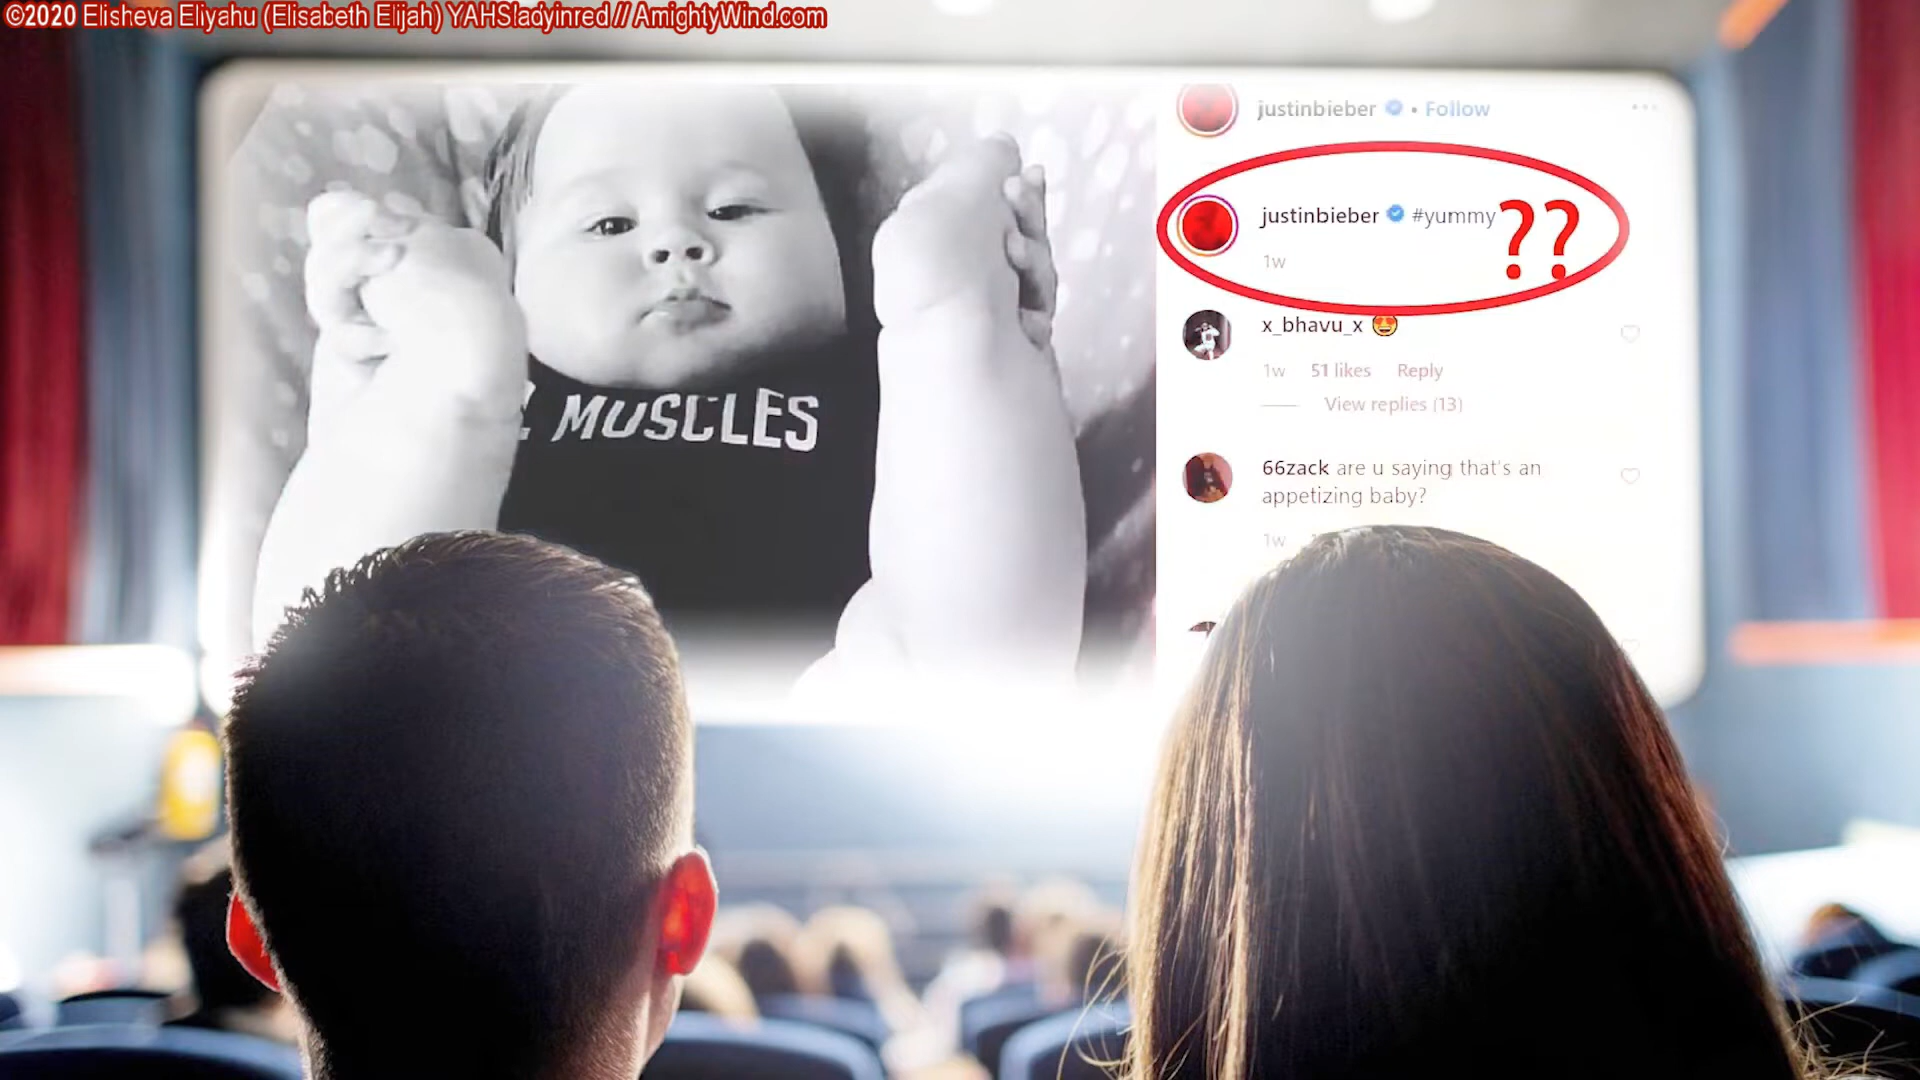 ©2020 Elisheva Eliyahu (Elisabeth Elijah) YAHSladyinred // AmightyWind.com
justinbieber • Follow
justinbieber #yummy??
1w
x_bhavu_x 😍
1w 51 likes Reply
View replies (13)
66zack are u saying that's an
appetizing baby?
1w
MUSCLES